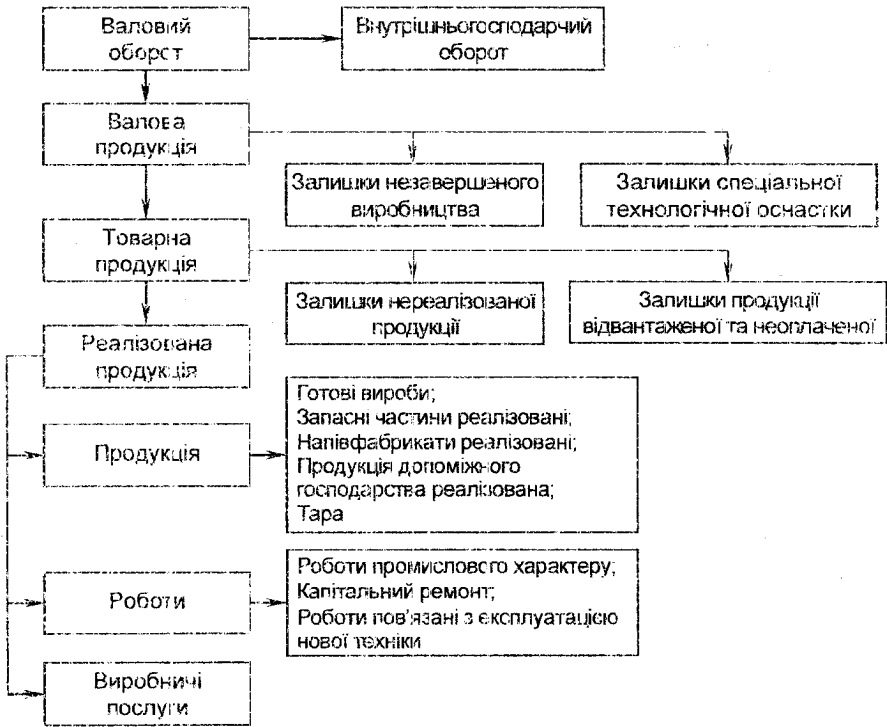 Валовий
оборот
Внутрішньогосподарчий
оборот
Валова
продукція
Залишки незавершеного
виробництва
Залишки спеціальної
технологічної оснастки
Товарна
продукція
Залишки нереалізованої
продукції
Залишки продукції
відвантаженої та неоплаченої
Реалізована
продукція
Продукція
Готові вироби;
Запасні частини реалізовані;
Напівфабрикати реалізовані;
Продукція допоміжного
господарства реалізована;
Тара
Роботи
Роботи промислового характеру;
Капітальний ремонт;
Роботи пов'язані з експлуатацією
нової техніки
Виробничі
послуги